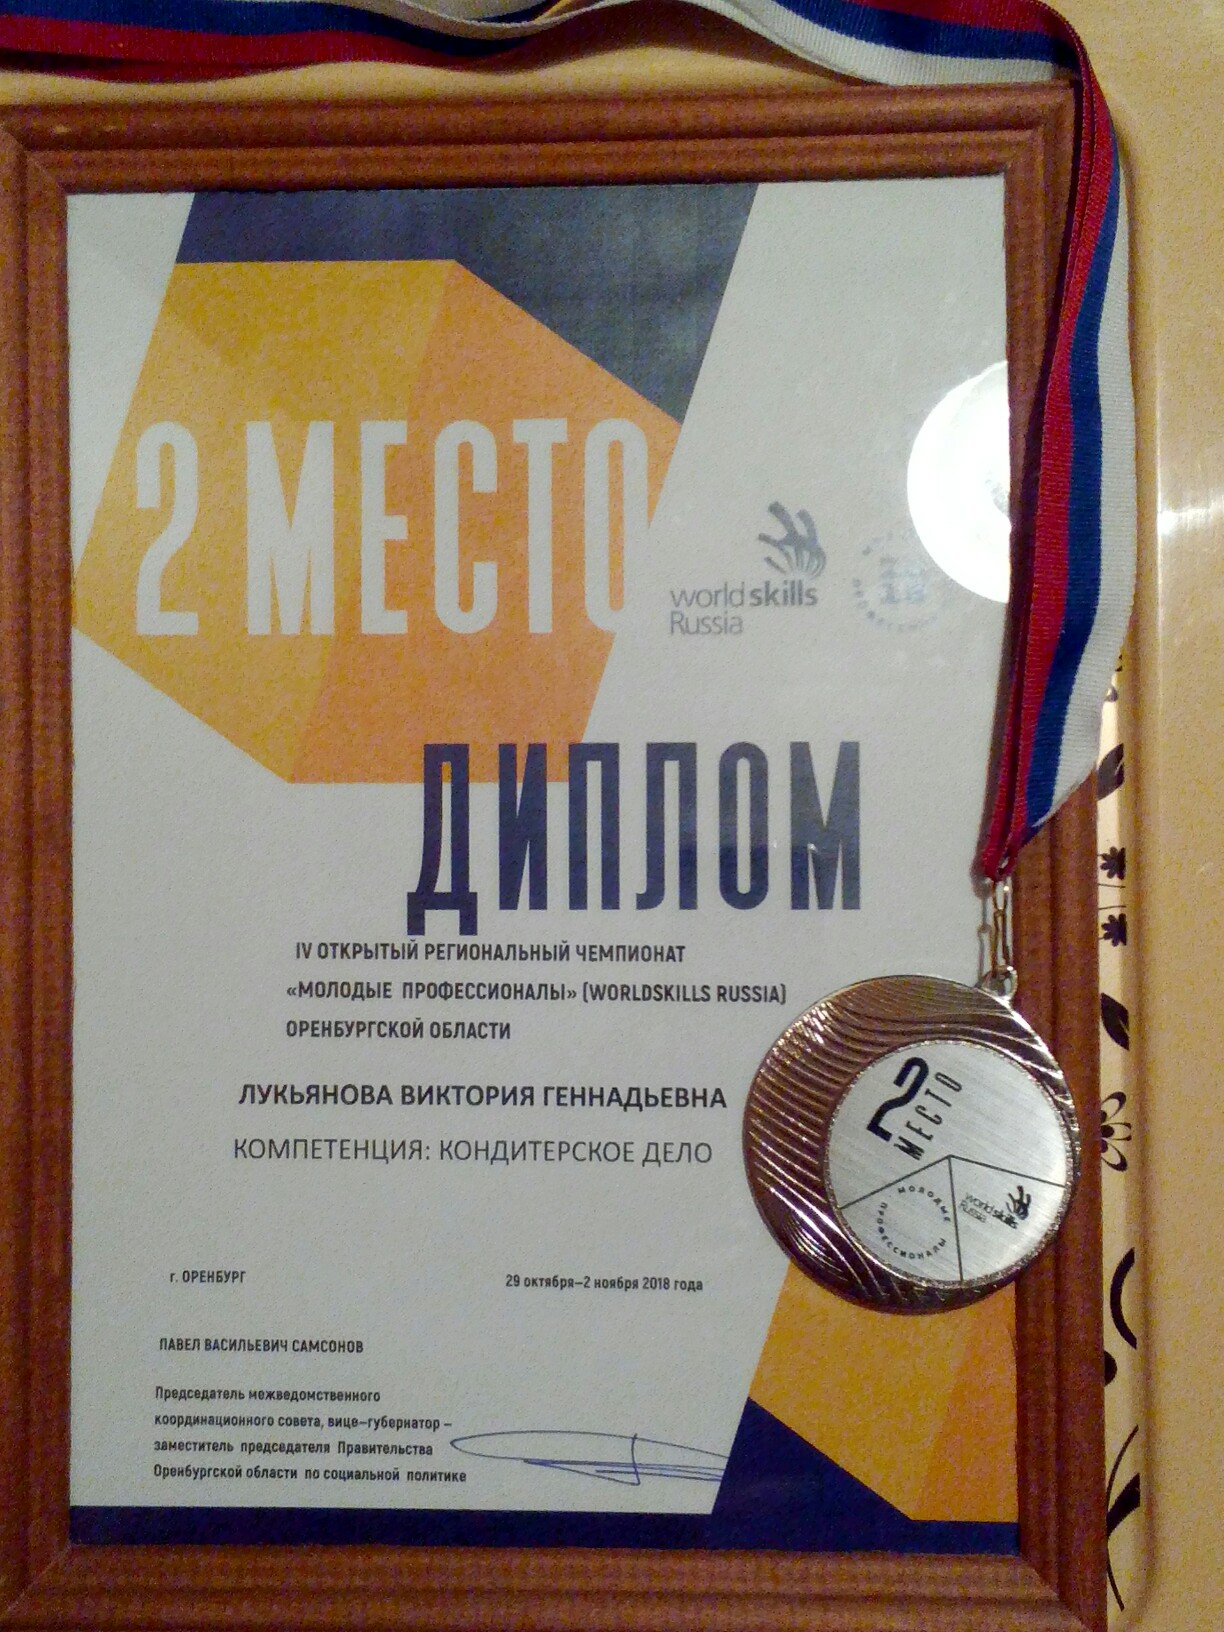 2 МЕСТО
world skills
Russia
ДИПЛОМ
IV ОТКРЫТЫЙ РЕГИОНАЛЬНЫЙ ЧЕМПИОНАТ
«МОЛОДЫЕ ПРОФЕССИОНАЛЫ» (WORLDSKILLS RUSSIA)
ОРЕНБУРГСКОЙ ОБЛАСТИ
ЛУКЬЯНОВА ВИКТОРИЯ ГЕННАДЬЕВНА
КОМПЕТЕНЦИЯ: КОНДИТЕРСКОЕ ДЕЛО
2
МЕСТО
МОЛОДЫЕ
ПРОФЕССИОНАЛЫ
world skills
Russia
г. ОРЕНБУРГ
29 октября–2 ноября 2018 года
ПАВЕЛ ВАСИЛЬЕВИЧ САМСОНОВ
Председатель межведомственного
координационного совета, вице–губернатор –
заместитель председателя Правительства
Оренбургской области по социальной политике